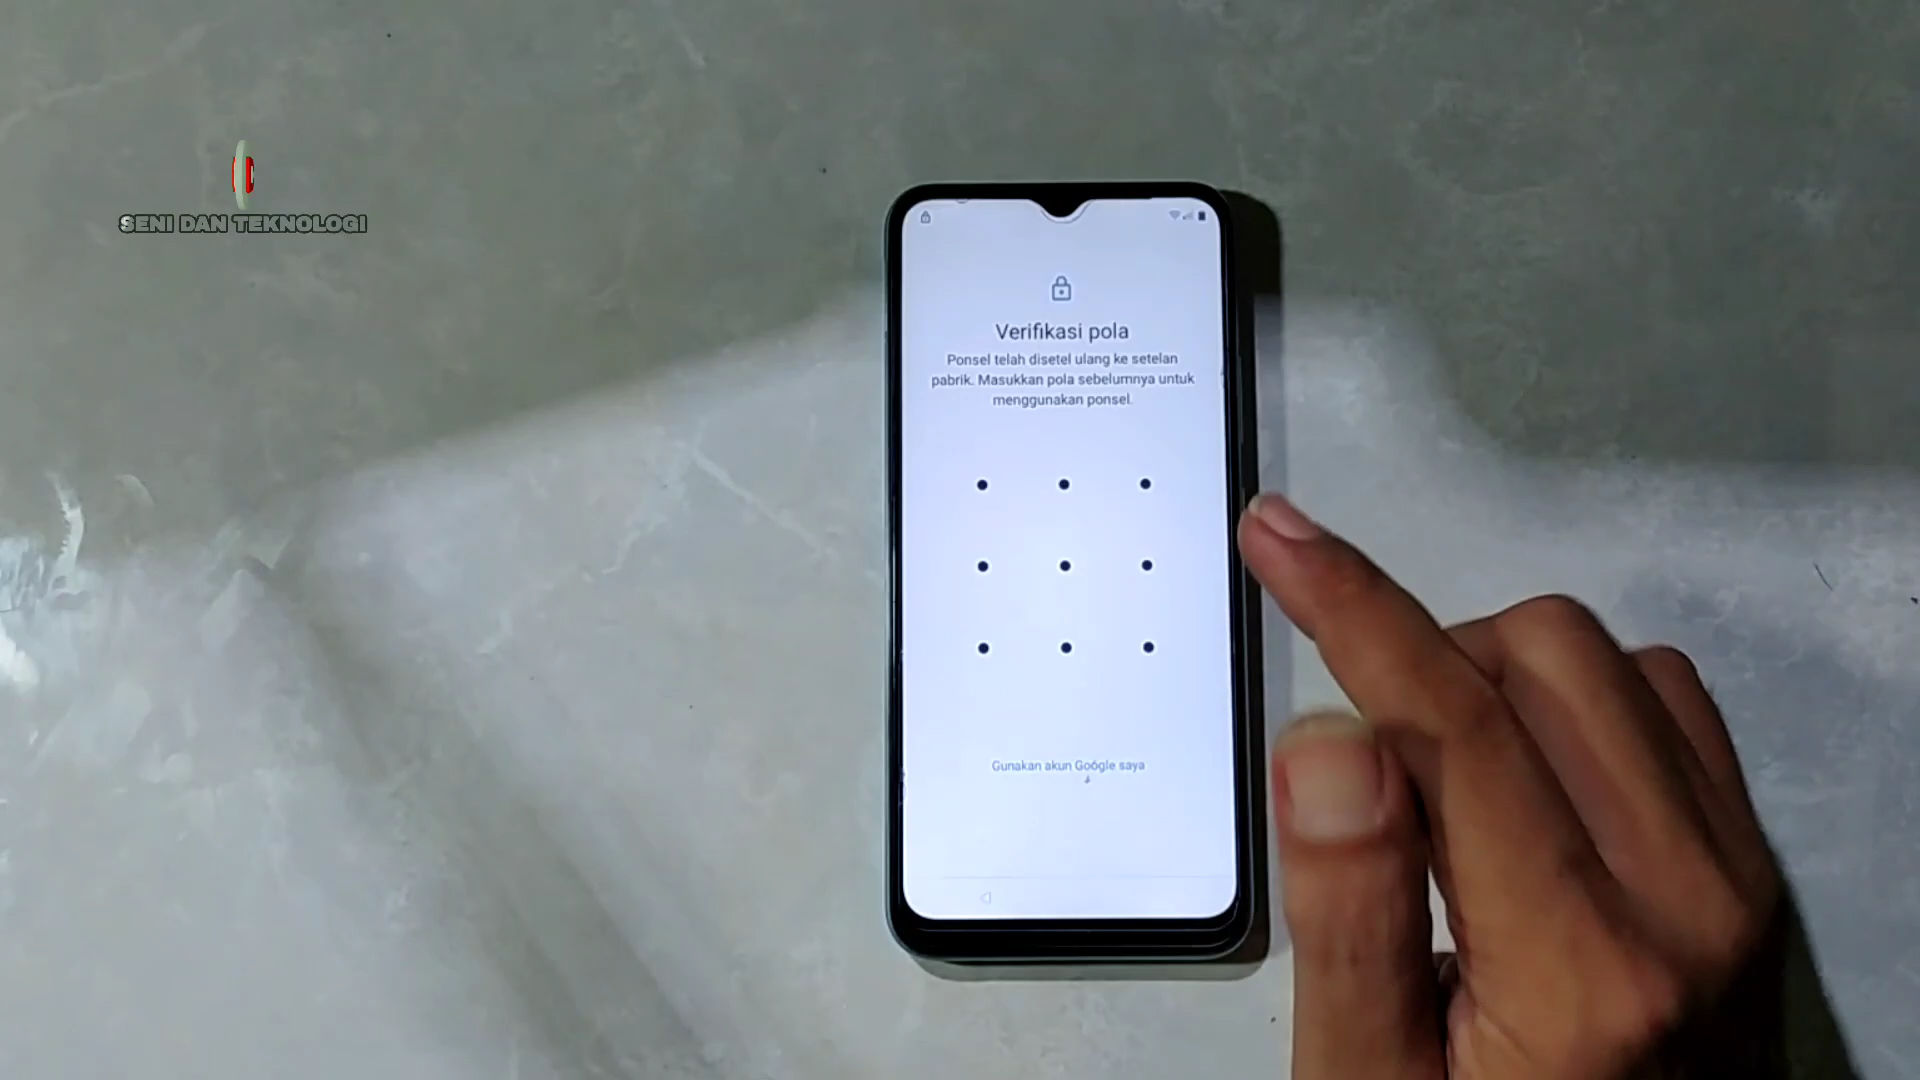 SENI DAN TEKNOLOGI
Verifikasi pola
Ponsel telah disetel ulang ke setelan
pabrik. Masukkan pola sebelumnya untuk
menggunakan ponsel.
Gunakan akun Google saya